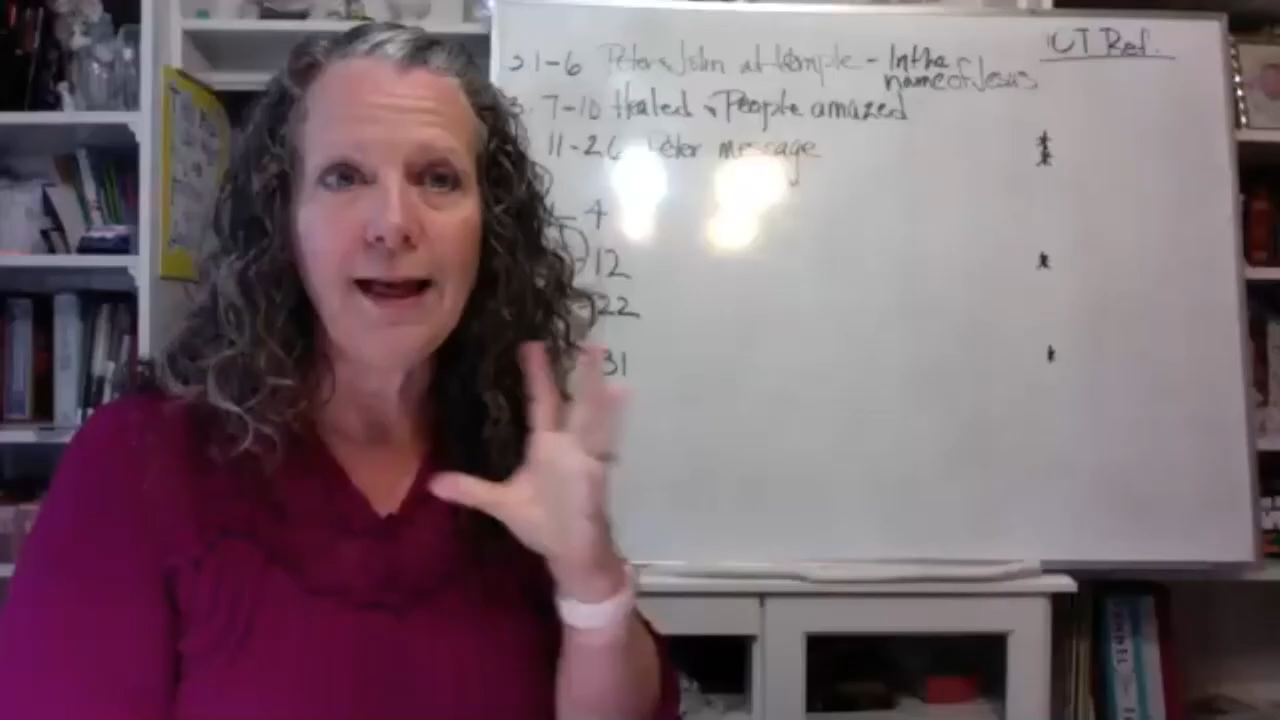 OT Ref.
1-6 Peter & John at temple - In the
name of Jesus
7-10 Healed & People amazed
11-26 Peter message
4
12
22
31